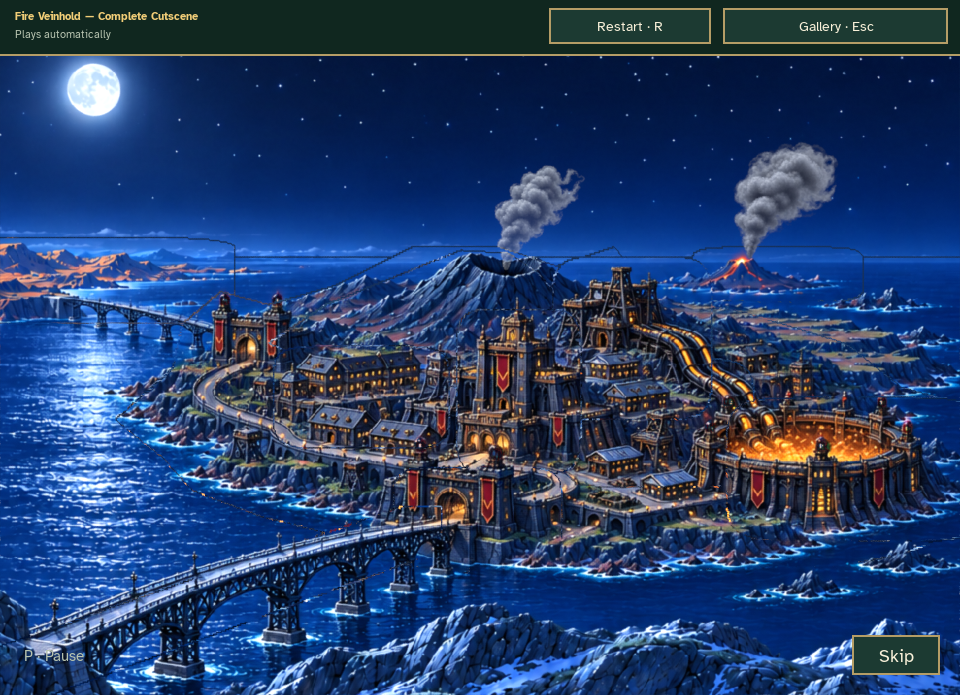 Fire Veinhold — Complete Cutscene
Plays automatically
Restart · R
Gallery · Esc
P · Pause
Skip